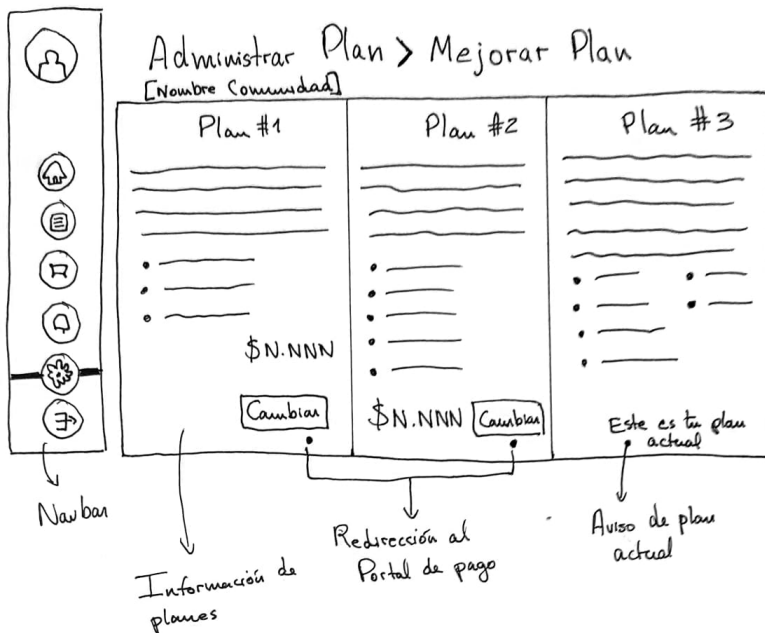 Administrar Plan > Mejorar Plan
[Nombre Comunidad]
Plan #1
$N.NNN
Cambiar
Plan #2
$N.NNN
Cambiar
Plan #3
Este es tu plan
actual
Navbar
Información de
planes
Redirección al
Portal de pago
Aviso de plan
actual